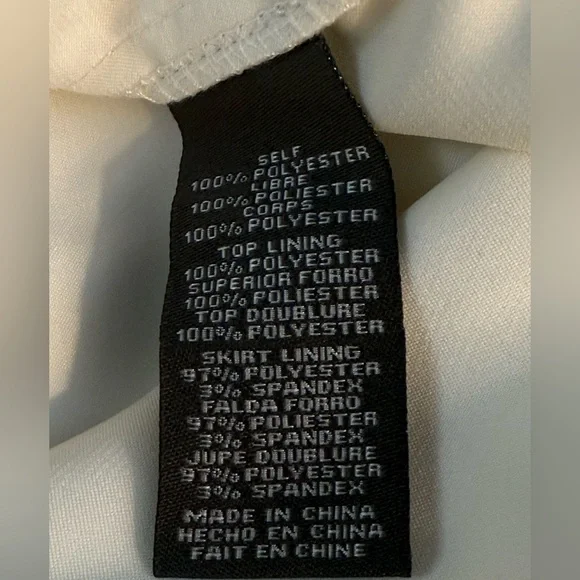 SELF
100% POLYESTER
LIBRE
100% POLIESTER
CORPS
100% POLYESTER
TOP LINING
100% POLYESTER
SUPERIOR FORRO
100% POLIESTER
TOP DOUBLURE
100% POLYESTER
SKIRT LINING
97% POLYESTER
3% SPANDEX
FALDA FORRO
97% POLIESTER
3% SPANDEX
JUPE DOUBLURE
97% POLYESTER
3% SPANDEX
MADE IN CHINA
HECHO EN CHINA
FAIT EN CHINE